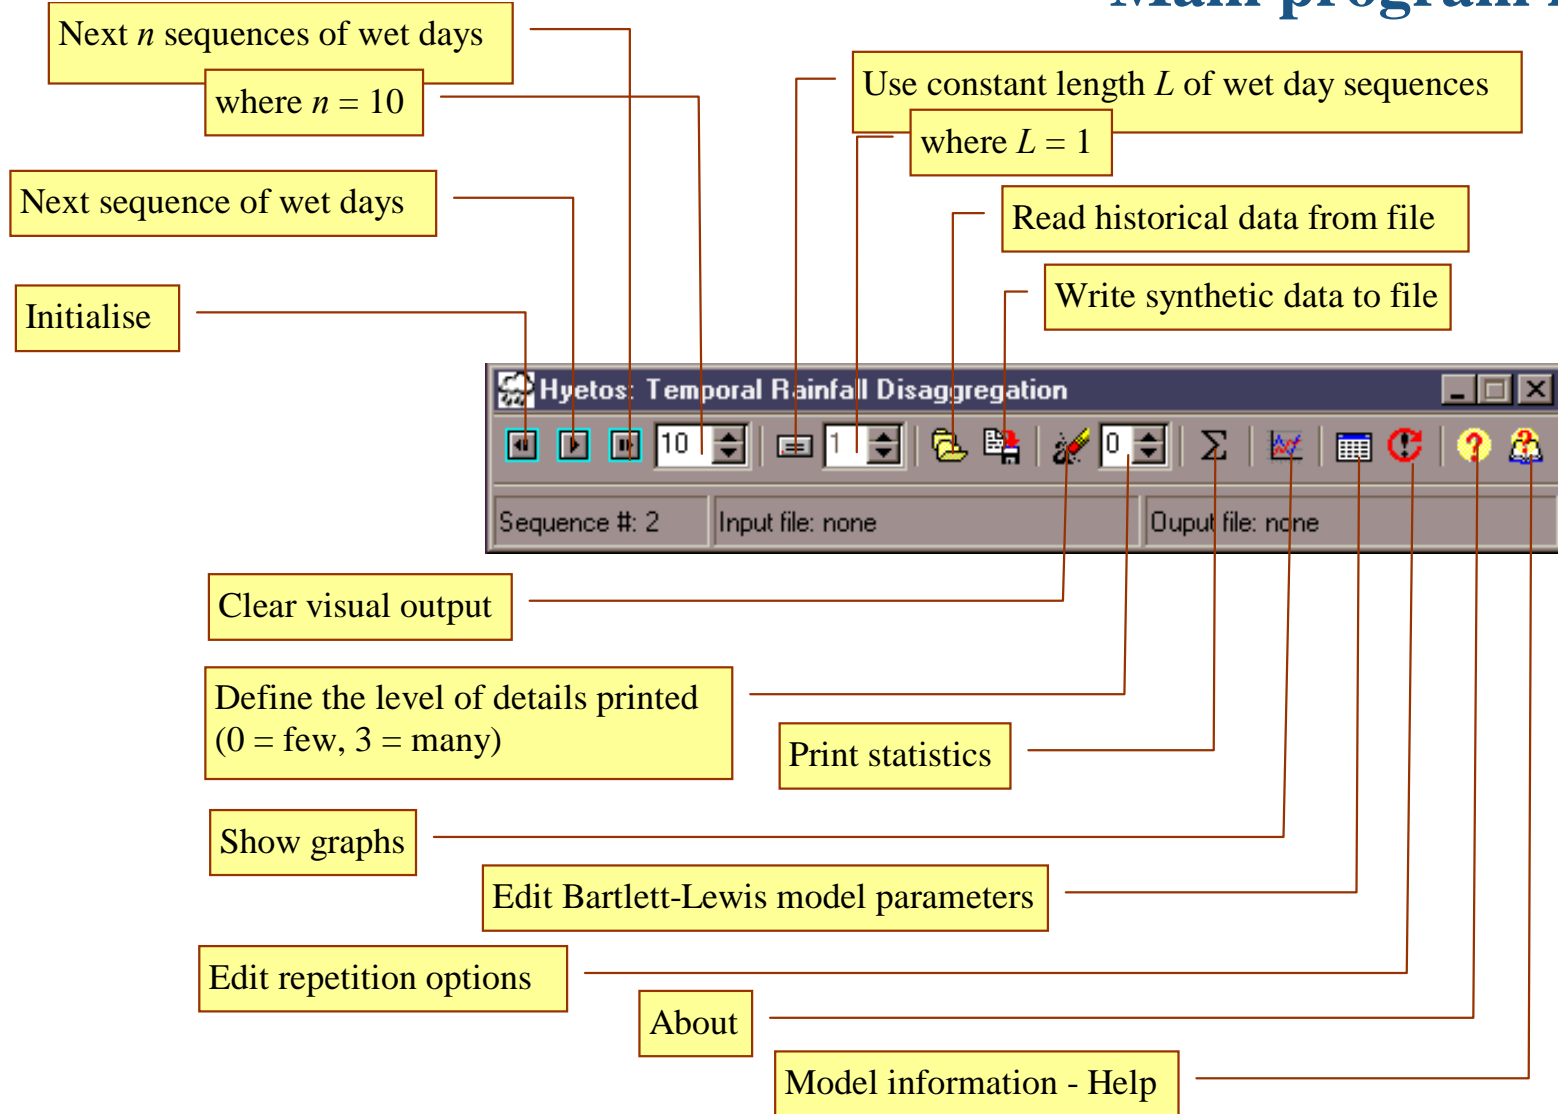 Main program
Next n sequences of wet days
where n = 10
Use constant length L of wet day sequences
where L = 1
Next sequence of wet days
Read historical data from file
Write synthetic data to file
Initialise
Hyetos: Temporal Rainfall Disaggregation
10
1
0
Σ
Sequence #: 2
Input file: none
Ouput file: none
Clear visual output
Define the level of details printed
(0 = few, 3 = many)
Print statistics
Show graphs
Edit Bartlett-Lewis model parameters
Edit repetition options
About
Model information - Help